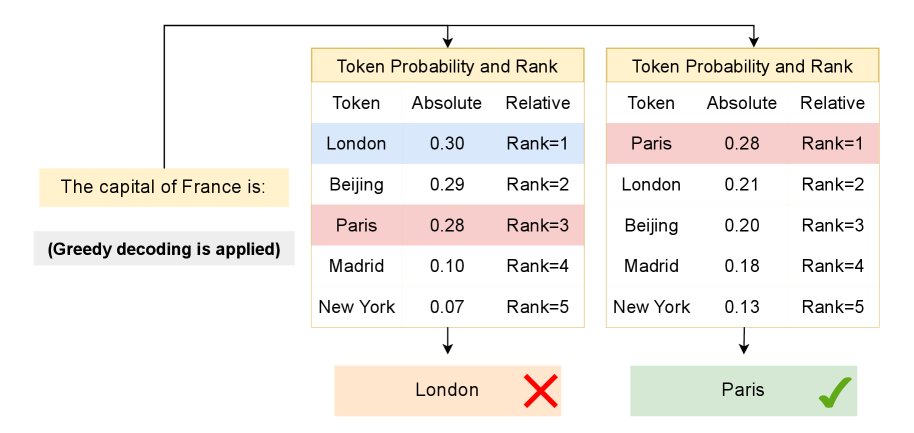 The capital of France is:
(Greedy decoding is applied)
Token Probability and Rank
Token Absolute Relative
London 0.30 Rank=1
Beijing 0.29 Rank=2
Paris 0.28 Rank=3
Madrid 0.10 Rank=4
New York 0.07 Rank=5
London
Token Probability and Rank
Token Absolute Relative
Paris 0.28 Rank=1
London 0.21 Rank=2
Beijing 0.20 Rank=3
Madrid 0.18 Rank=4
New York 0.13 Rank=5
Paris